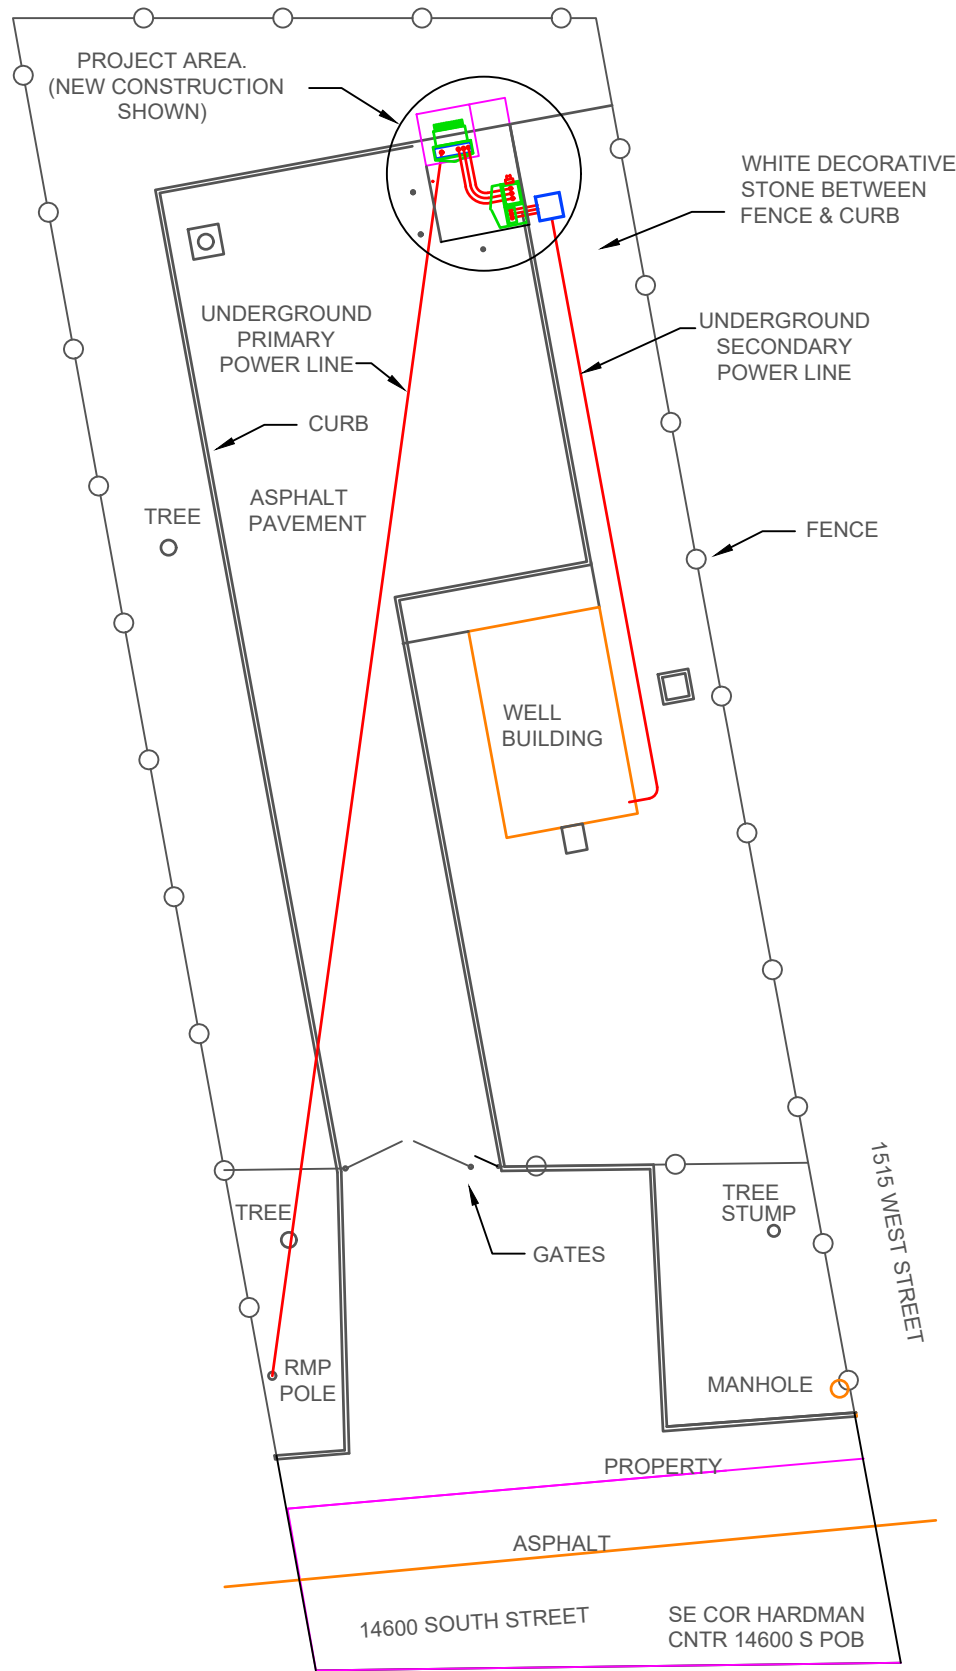 PROJECT AREA.
(NEW CONSTRUCTION
SHOWN)
WHITE DECORATIVE
STONE BETWEEN
FENCE & CURB
UNDERGROUND
PRIMARY
POWER LINE
UNDERGROUND
SECONDARY
POWER LINE
CURB
ASPHALT
PAVEMENT
TREE
FENCE
WELL
BUILDING
TREE
STUMP
TREE
GATES
1515 WEST STREET
RMP
POLE
MANHOLE
PROPERTY
ASPHALT
14600 SOUTH STREET
SE COR HARDMAN
CNTR 14600 S POB